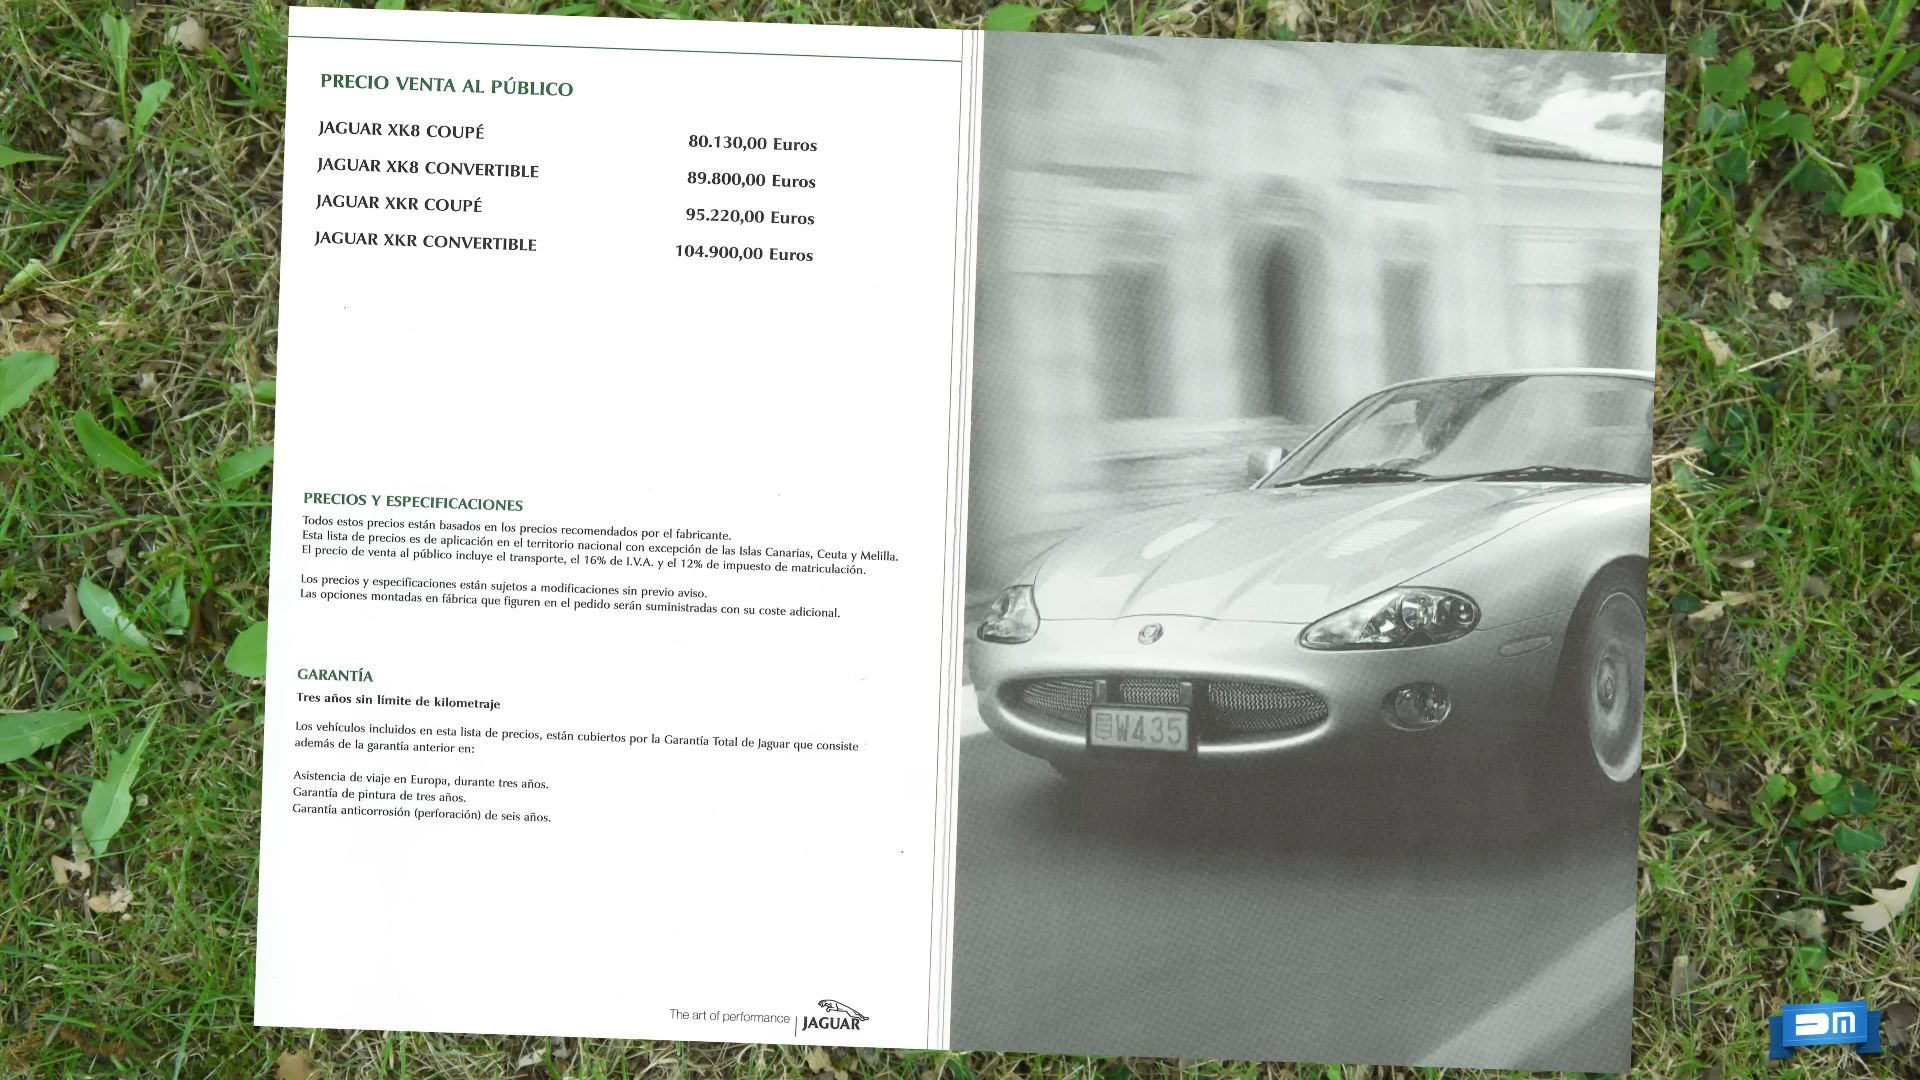 PRECIO VENTA AL PÚBLICO
JAGUAR XK8 COUPÉ 80.130,00 Euros
JAGUAR XK8 CONVERTIBLE 89.800,00 Euros
JAGUAR XKR COUPÉ 95.220,00 Euros
JAGUAR XKR CONVERTIBLE 104.900,00 Euros
PRECIOS Y ESPECIFICACIONES
Todos estos precios están basados en los precios recomendados por el fabricante.
Esta lista de precios es de aplicación en el territorio nacional con excepción de las Islas Canarias, Ceuta y Melilla.
El precio de venta al público incluye el transporte, el 16% de I.V.A. y el 12% de impuesto de matriculación.
Los precios y especificaciones están sujetos a modificaciones sin previo aviso.
Las opciones montadas en fábrica que figuren en el pedido serán suministradas con su coste adicional.
GARANTÍA
Tres años sin límite de kilometraje
Los vehículos incluidos en esta lista de precios, están cubiertos por la Garantía Total de Jaguar que consiste
además de la garantía anterior en:
Asistencia de viaje en Europa, durante tres años.
Garantía de pintura de tres años.
Garantía anticorrosión (perforación) de seis años.
The art of performance JAGUAR
W435
DM